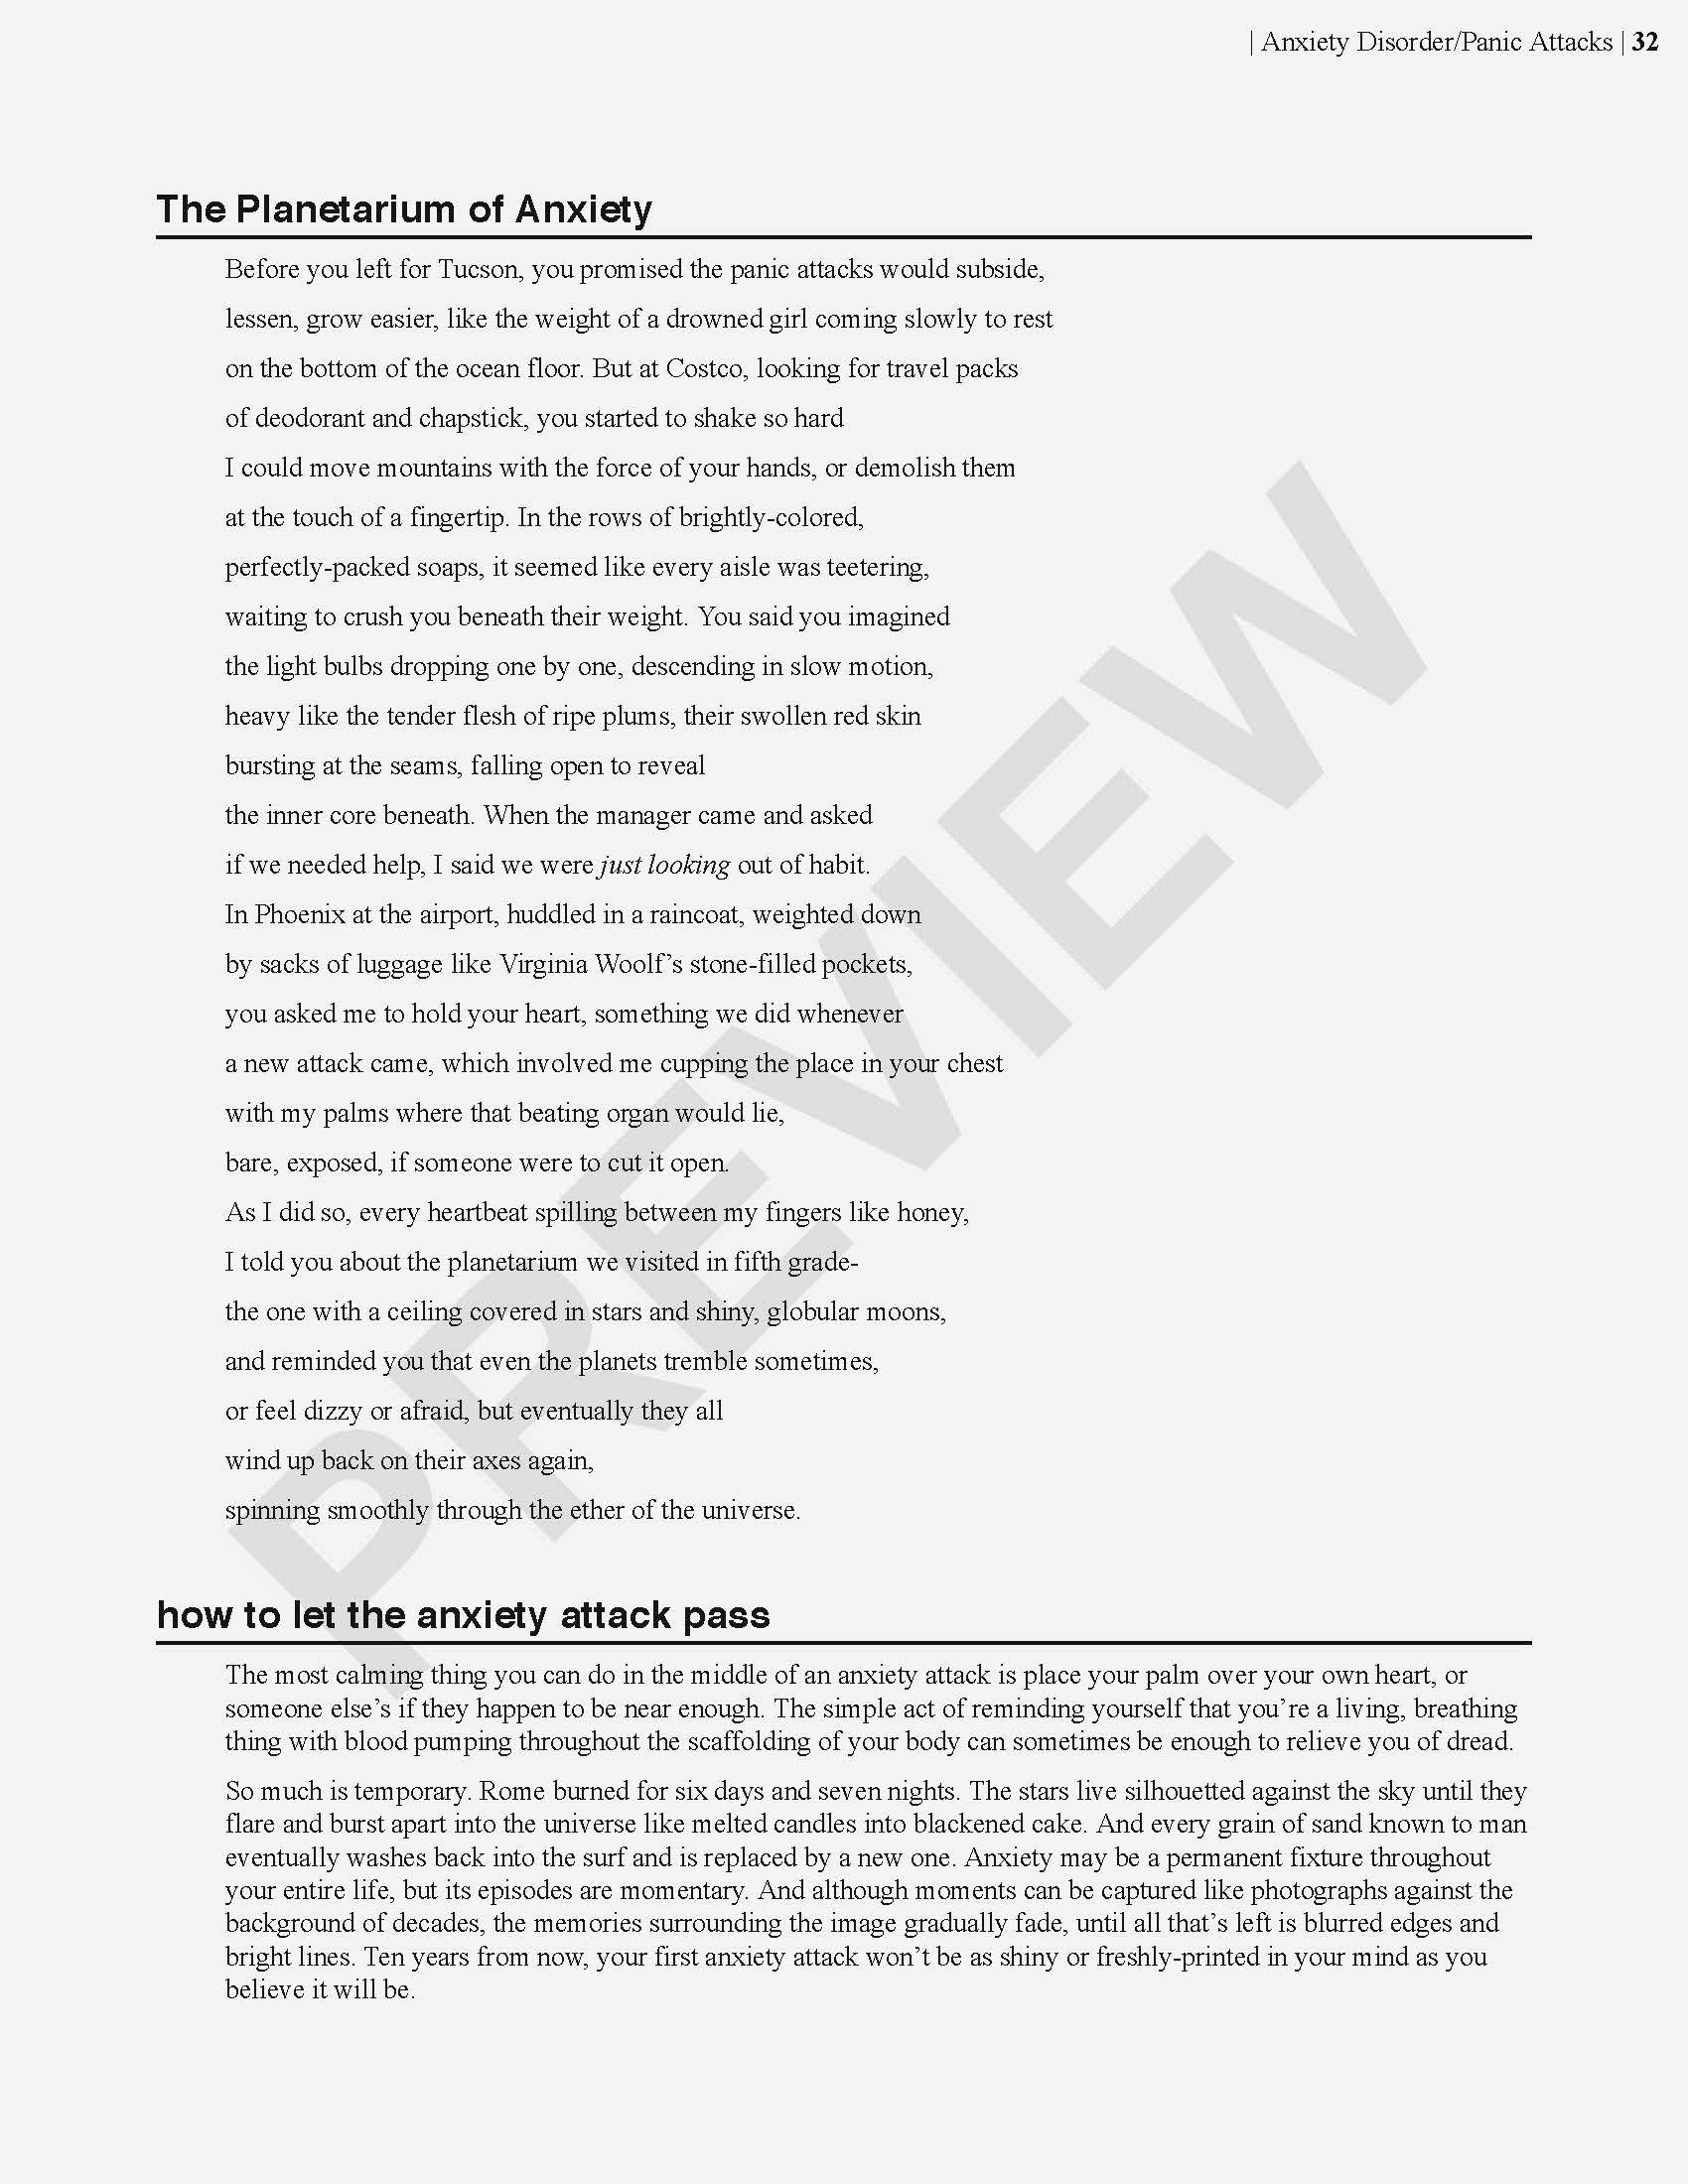 | Anxiety Disorder/Panic Attacks | 32
The Planetarium of Anxiety
Before you left for Tucson, you promised the panic attacks would subside,
lessen, grow easier, like the weight of a drowned girl coming slowly to rest
on the bottom of the ocean floor. But at Costco, looking for travel packs
of deodorant and chapstick, you started to shake so hard
I could move mountains with the force of your hands, or demolish them
at the touch of a fingertip. In the rows of brightly-colored,
perfectly-packed soaps, it seemed like every aisle was teetering,
waiting to crush you beneath their weight. You said you imagined
the light bulbs dropping one by one, descending in slow motion,
heavy like the tender flesh of ripe plums, their swollen red skin
bursting at the seams, falling open to reveal
the inner core beneath. When the manager came and asked
if we needed help, I said we were just looking out of habit.
In Phoenix at the airport, huddled in a raincoat, weighted down
by sacks of luggage like Virginia Woolf’s stone-filled pockets,
you asked me to hold your heart, something we did whenever
a new attack came, which involved me cupping the place in your chest
with my palms where that beating organ would lie,
bare, exposed, if someone were to cut it open.
As I did so, every heartbeat spilling between my fingers like honey,
I told you about the planetarium we visited in fifth grade-
the one with a ceiling covered in stars and shiny, globular moons,
and reminded you that even the planets tremble sometimes,
or feel dizzy or afraid, but eventually they all
wind up back on their axes again,
spinning smoothly through the ether of the universe.
how to let the anxiety attack pass
The most calming thing you can do in the middle of an anxiety attack is place your palm over your own heart, or
someone else’s if they happen to be near enough. The simple act of reminding yourself that you’re a living, breathing
thing with blood pumping throughout the scaffolding of your body can sometimes be enough to relieve you of dread.
So much is temporary. Rome burned for six days and seven nights. The stars live silhouetted against the sky until they
flare and burst apart into the universe like melted candles into blackened cake. And every grain of sand known to man
eventually washes back into the surf and is replaced by a new one. Anxiety may be a permanent fixture throughout
your entire life, but its episodes are momentary. And although moments can be captured like photographs against the
background of decades, the memories surrounding the image gradually fade, until all that’s left is blurred edges and
bright lines. Ten years from now, your first anxiety attack won’t be as shiny or freshly-printed in your mind as you
believe it will be.
PREVIEW